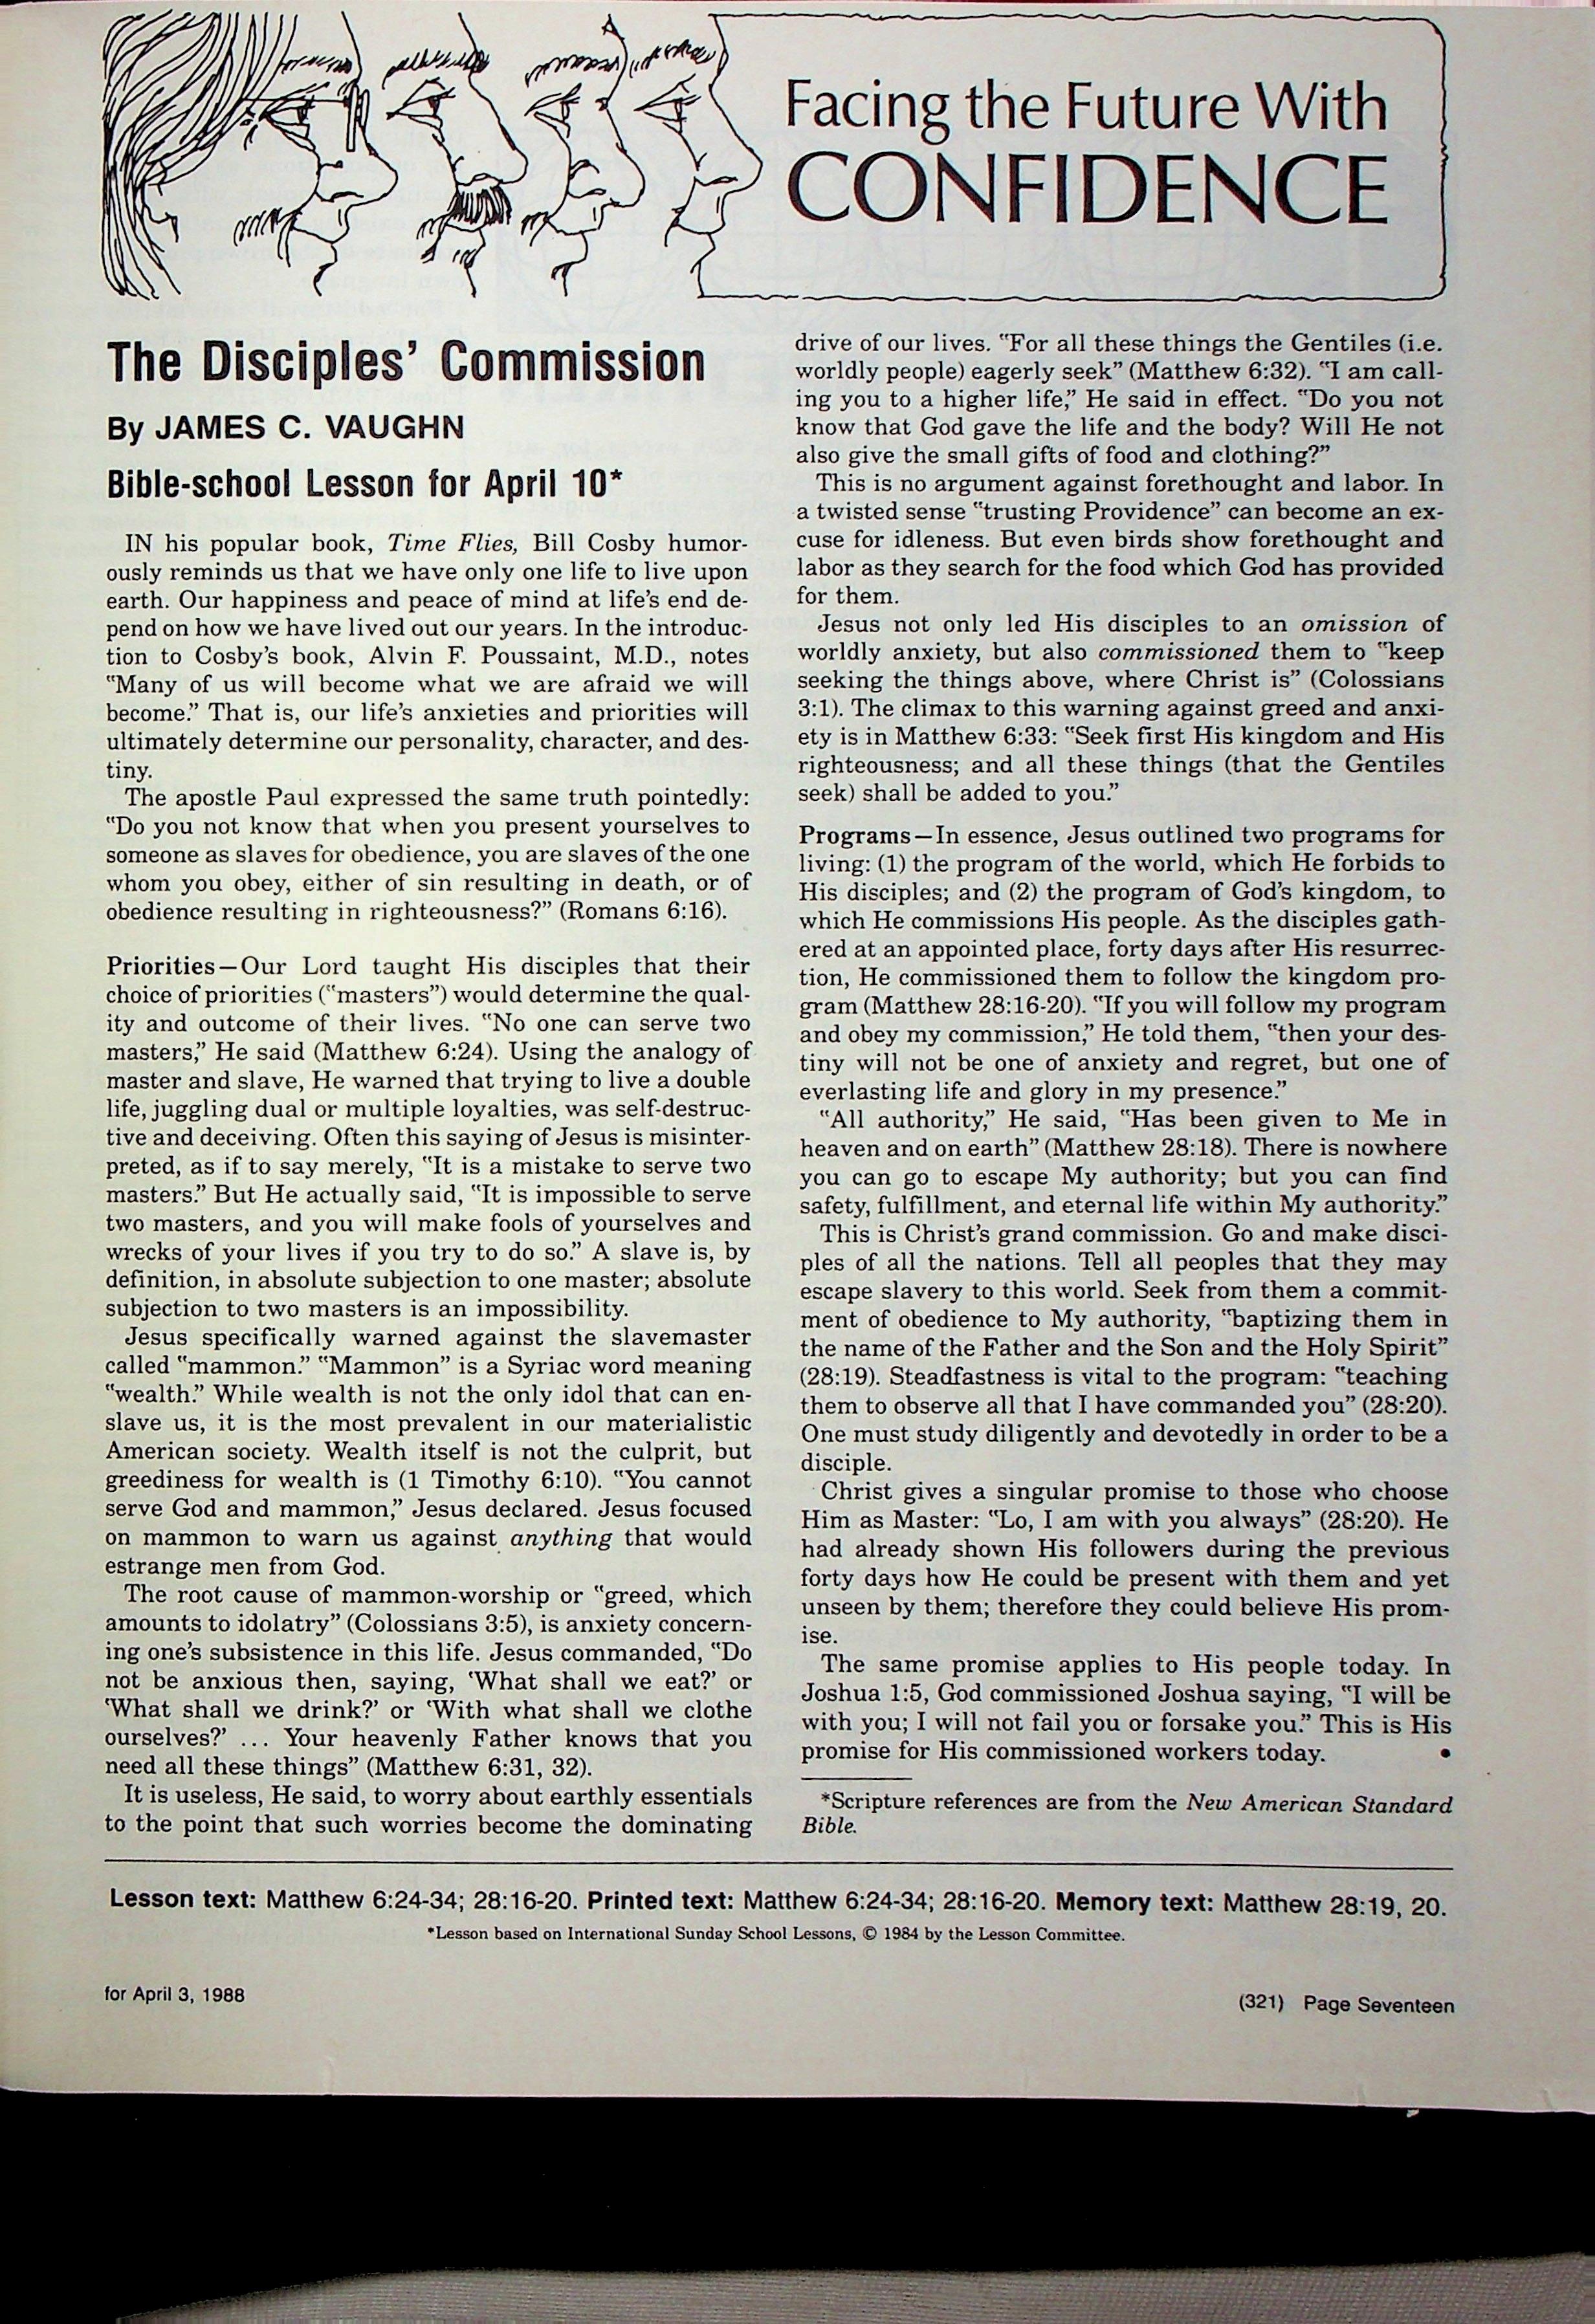 Facing the Future With
CONFIDENCE
The Disciples' Commission
By JAMES C. VAUGHN
Bible-school Lesson for April 10*
IN his popular book, Time Flies, Bill Cosby humor-
ously reminds us that we have only one life to live upon
earth. Our happiness and peace of mind at life's end de-
pend on how we have lived out our years. In the introduc-
tion to Cosby's book, Alvin F. Poussaint, M.D., notes
"Many of us will become what we are afraid we will
become." That is, our life's anxieties and priorities will
ultimately determine our personality, character, and des-
tiny.
The apostle Paul expressed the same truth pointedly:
"Do you not know that when you present yourselves to
someone as slaves for obedience, you are slaves of the one
whom you obey, either of sin resulting in death, or of
obedience resulting in righteousness?" (Romans 6:16).
Priorities—Our Lord taught His disciples that their
choice of priorities ("masters") would determine the qual-
ity and outcome of their lives. "No one can serve two
masters," He said (Matthew 6:24). Using the analogy of
master and slave, He warned that trying to live a double
life, juggling dual or multiple loyalties, was self-destruc-
tive and deceiving. Often this saying of Jesus is misinter-
preted, as if to say merely, "It is a mistake to serve two
masters." But He actually said, "It is impossible to serve
two masters, and you will make fools of yourselves and
wrecks of your lives if you try to do so." A slave is, by
definition, in absolute subjection to one master; absolute
subjection to two masters is an impossibility.
Jesus specifically warned against the slavemaster
called "mammon." "Mammon" is a Syriac word meaning
"wealth." While wealth is not the only idol that can en-
slave us, it is the most prevalent in our materialistic
American society. Wealth itself is not the culprit, but
greediness for wealth is (1 Timothy 6:10). "You cannot
serve God and mammon," Jesus declared. Jesus focused
on mammon to warn us against anything that would
estrange men from God.
The root cause of mammon-worship or "greed, which
amounts to idolatry" (Colossians 3:5), is anxiety concern-
ing one's subsistence in this life. Jesus commanded, "Do
not be anxious then, saying, 'What shall we eat?' or
'What shall we drink?' or 'With what shall we clothe
ourselves?' ... Your heavenly Father knows that you
need all these things" (Matthew 6:31, 32).
It is useless, He said, to worry about earthly essentials
to the point that such worries become the dominating
drive of our lives. "For all these things the Gentiles (i.e.
worldly people) eagerly seek" (Matthew 6:32). "I am call-
ing you to a higher life," He said in effect. "Do you not
know that God gave the life and the body? Will He not
also give the small gifts of food and clothing?"
This is no argument against forethought and labor. In
a twisted sense "trusting Providence" can become an ex-
cuse for idleness. But even birds show forethought and
labor as they search for the food which God has provided
for them.
Jesus not only led His disciples to an omission of
worldly anxiety, but also commissioned them to "keep
seeking the things above, where Christ is" (Colossians
3:1). The climax to this warning against greed and anxi-
ety is in Matthew 6:33: "Seek first His kingdom and His
righteousness; and all these things (that the Gentiles
seek) shall be added to you."
Programs—In essence, Jesus outlined two programs for
living: (1) the program of the world, which He forbids to
His disciples; and (2) the program of God's kingdom, to
which He commissions His people. As the disciples gath-
ered at an appointed place, forty days after His resurrec-
tion, He commissioned them to follow the kingdom pro-
gram (Matthew 28:16-20). "If you will follow my program
and obey my commission," He told them, "then your des-
tiny will not be one of anxiety and regret, but one of
everlasting life and glory in my presence."
"All authority," He said, "Has been given to Me in
heaven and on earth" (Matthew 28:18). There is nowhere
you can go to escape My authority; but you can find
safety, fulfillment, and eternal life within My authority."
This is Christ's grand commission. Go and make disci-
ples of all the nations. Tell all peoples that they may
escape slavery to this world. Seek from them a commit-
ment of obedience to My authority, "baptizing them in
the name of the Father and the Son and the Holy Spirit"
(28:19). Steadfastness is vital to the program: "teaching
them to observe all that I have commanded you" (28:20).
One must study diligently and devotedly in order to be a
disciple.
Christ gives a singular promise to those who choose
Him as Master: "Lo, I am with you always" (28:20). He
had already shown His followers during the previous
forty days how He could be present with them and yet
unseen by them; therefore they could believe His prom-
ise.
The same promise applies to His people today. In
Joshua 1:5, God commissioned Joshua saying, "I will be
with you; I will not fail you or forsake you." This is His
promise for His commissioned workers today. •
*Scripture references are from the New American Standard
Bible.
Lesson text: Matthew 6:24-34; 28:16-20. Printed text: Matthew 6:24-34; 28:16-20. Memory text: Matthew 28:19, 20.
*Lesson based on International Sunday School Lessons, © 1984 by the Lesson Committee.
for April 3, 1988
(321) Page Seventeen